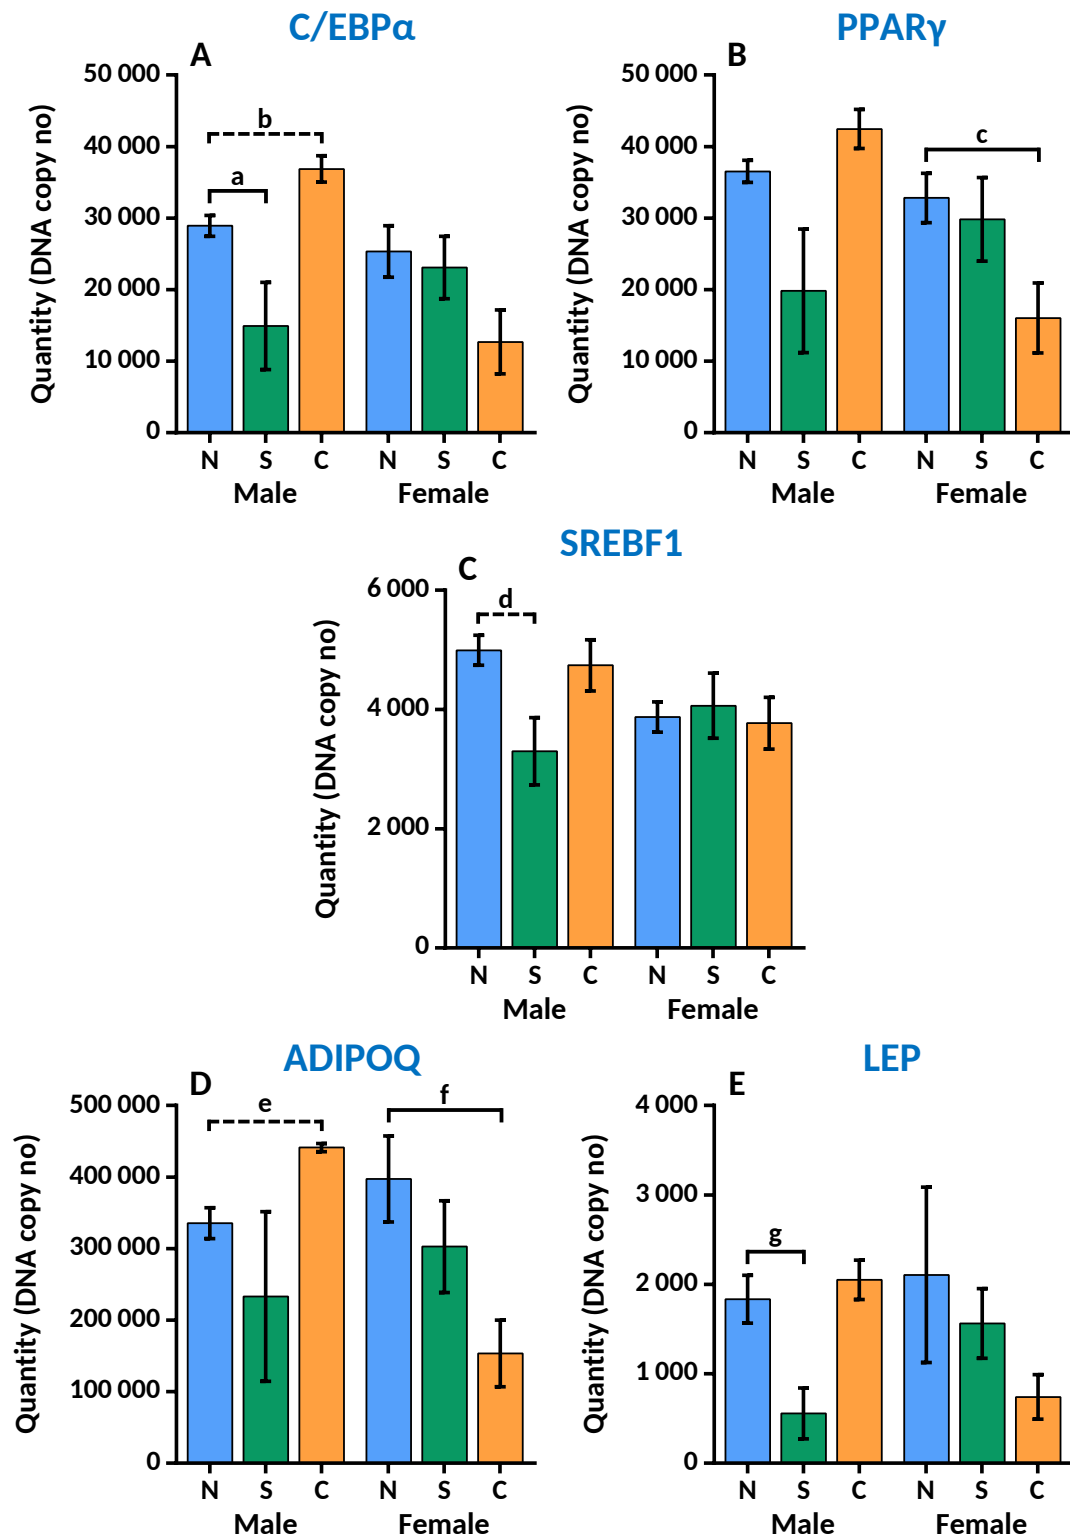 C/EBPα
A
Quantity (DNA copy no)
50 000
40 000
30 000
20 000
10 000
0
b
a
N S C N S C
Male Female
PPARγ
B
Quantity (DNA copy no)
50 000
40 000
30 000
20 000
10 000
0
c
N S C N S C
Male Female
SREBF1
C
Quantity (DNA copy no)
6 000
4 000
2 000
0
d
N S C N S C
Male Female
ADIPOQ
D
Quantity (DNA copy no)
500 000
400 000
300 000
200 000
100 000
0
e
f
N S C N S C
Male Female
LEP
E
Quantity (DNA copy no)
4 000
3 000
2 000
1 000
0
g
N S C N S C
Male Female